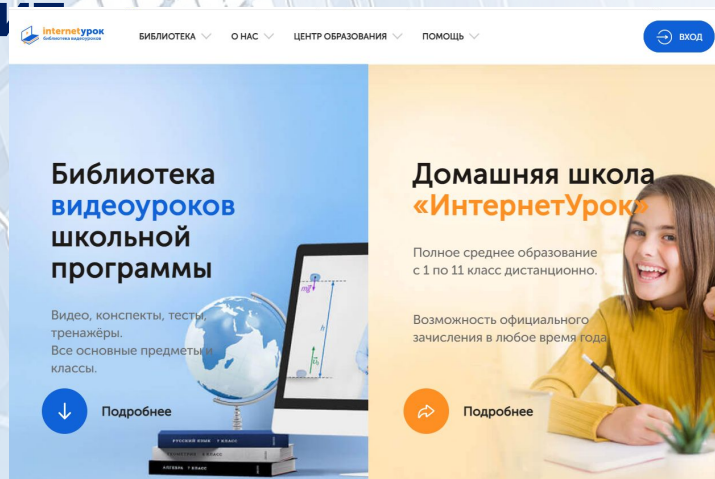 internetурок
библиотека видеоуроков
БИБЛИОТЕКА
О НАС
ЦЕНТР ОБРАЗОВАНИЯ
ПОМОЩЬ
ВХОД
Библиотека
видеоуроков
школьной
программы
Видео, конспекты, тесты,
тренажёры.
Все основные предметы и
классы.
Подробнее
mg
h
РУССКИЙ ЯЗЫК 7 КЛАСС
АЛГЕБРА 7 КЛАСС
Домашняя школа
«ИнтернетУрок»
Полное среднее образование
с 1 по 11 класс дистанционно.
Возможность официального
зачисления в любое время года.
Подробнее